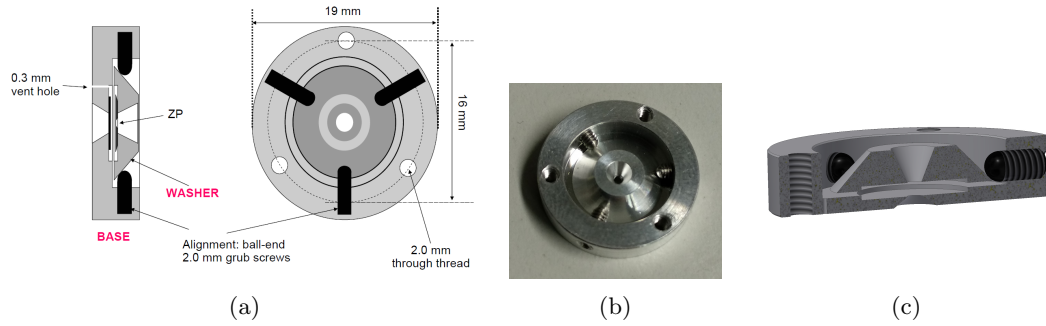 19 mm
0.3 mm
vent hole
ZP
16 mm
WASHER
BASE
Alignment: ball-end
2.0 mm grub screws
2.0 mm
through thread
(a)
(b)
(c)